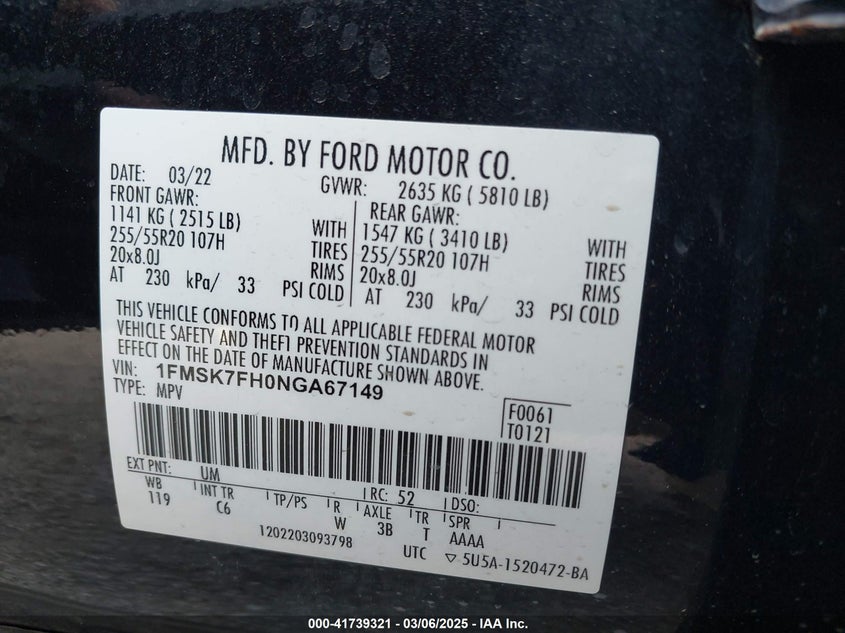 MFD. BY FORD MOTOR CO.
DATE: 03/22 GVWR: 2635 KG ( 5810 LB)
FRONT GAWR: REAR GAWR:
1141 KG ( 2515 LB) WITH 1547 KG ( 3410 LB) WITH
255/55R20 107H TIRES 255/55R20 107H TIRES
20x8.0J RIMS 20x8.0J RIMS
AT 230 kPa/ 33 PSI COLD AT 230 kPa/ 33 PSI COLD
THIS VEHICLE CONFORMS TO ALL APPLICABLE FEDERAL MOTOR
VEHICLE SAFETY AND THEFT PREVENTION STANDARDS IN
EFFECT ON THE DATE OF MANUFACTURE SHOWN ABOVE.
VIN: 1FMSK7FH0NGA67149
TYPE: MPV
F0061
T0121
EXT PNT: UM RC: 52 DSO:
WB INT TR TP/PS R AXLE TR SPR
119 C6 W 3B T AAAA
1202203093798 UTC ▽ 5U5A-1520472-BA
000-41739321 - 03/06/2025 - IAA Inc.